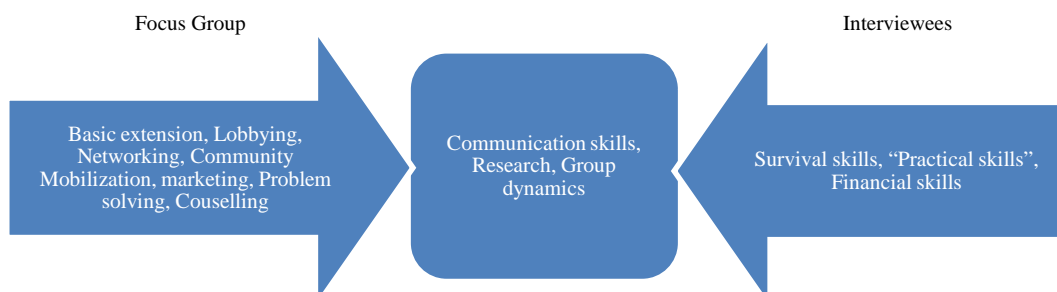 Focus Group
Interviewees
Basic extension, Lobbying,
Networking, Community
Mobilization, marketing, Problem
solving, Couselling
Communication skills,
Research, Group
dynamics
Survival skills, “Practical skills”,
Financial skills